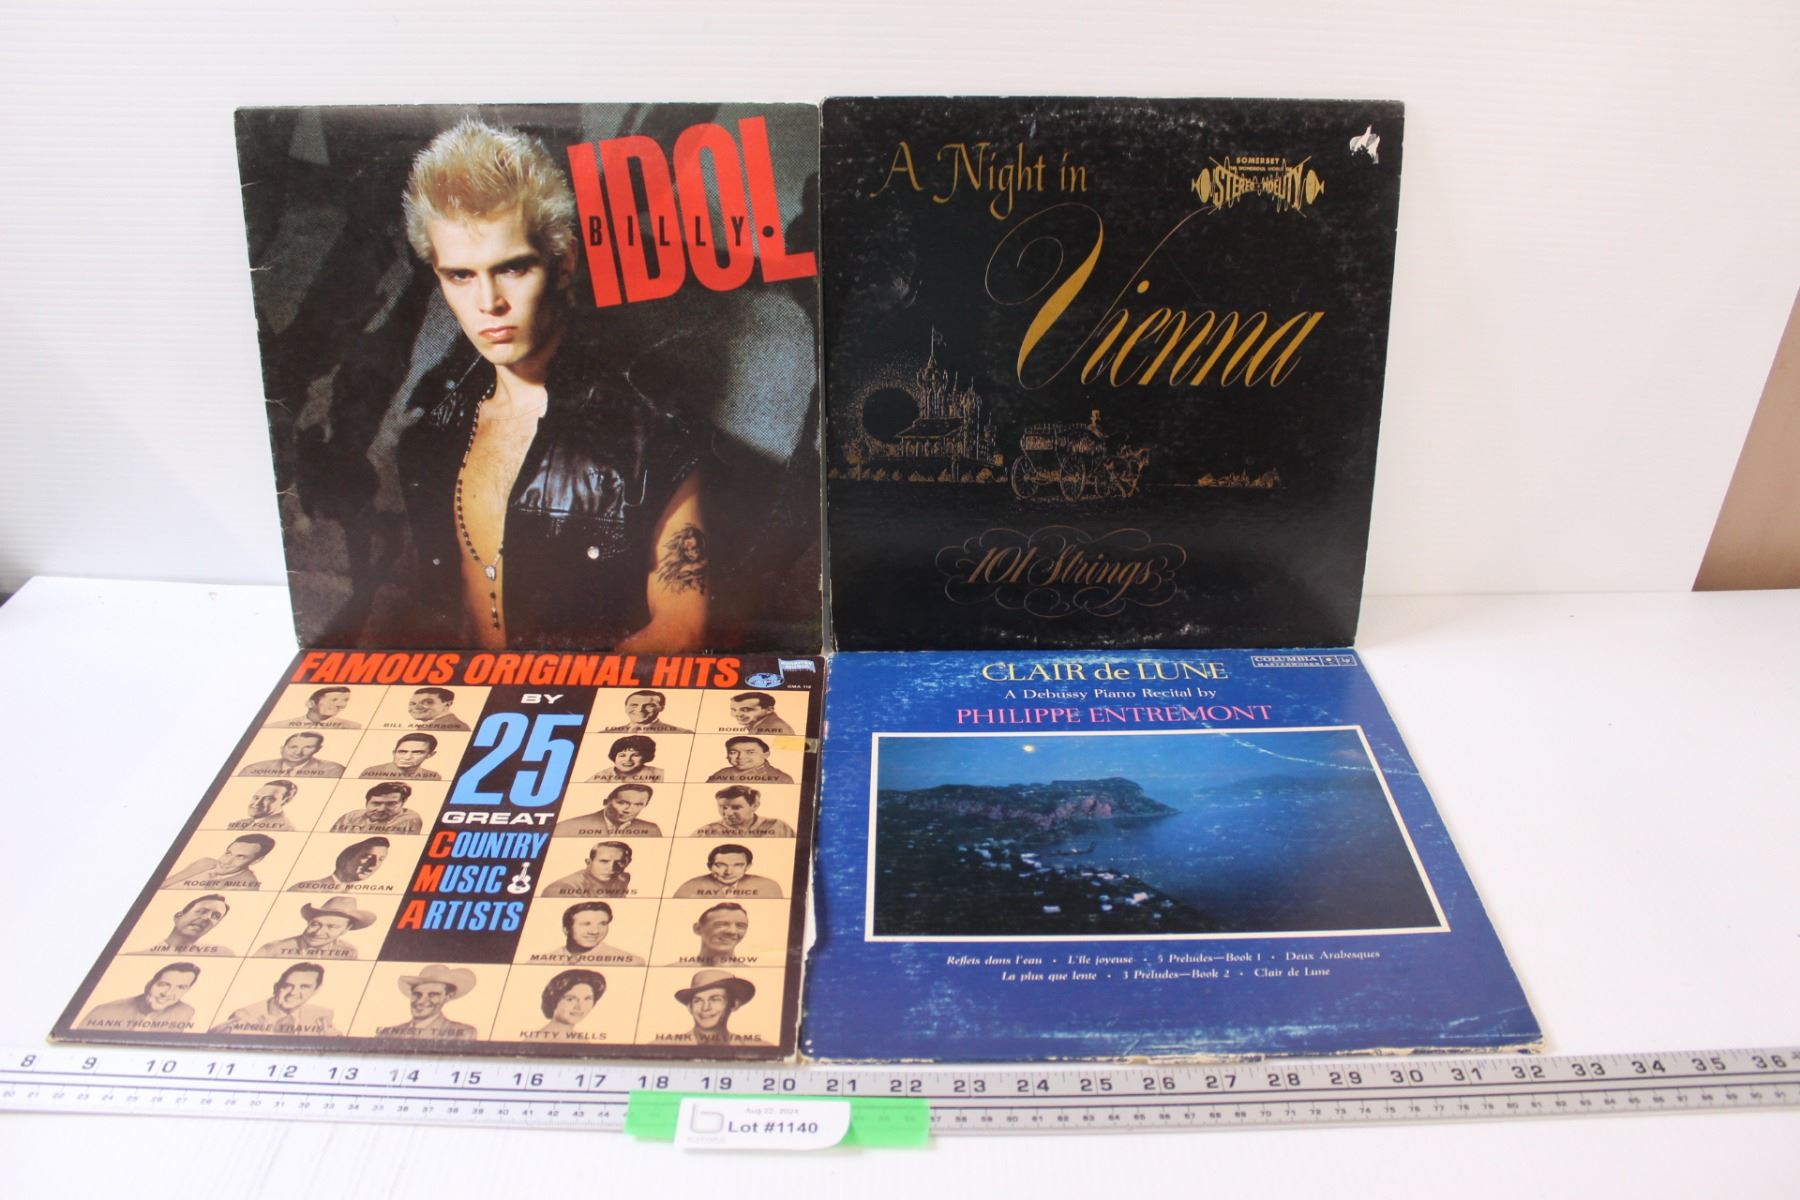 IDOL
BILLY
A Night in
Vienna
SOMERSET
STEREO-FIDELITY
101 Strings
FAMOUS ORIGINAL HITS
BY
25
GREAT
COUNTRY
MUSIC
ARTISTS
ROY ACUFF
BILL ANDERSON
EDDY ARNOLD
BOBBY BARE
JOHNNY BOND
JOHNNY CASH
PATSY CLINE
DAVE DUDLEY
RED FOLEY
LEFTY FRIZZELL
DON GIBSON
PEE WEE KING
ROGER MILLER
GEORGE MORGAN
BUCK OWENS
RAY PRICE
JIM REEVES
TEX RITTER
MARTY ROBBINS
HANK SNOW
HANK THOMPSON
MERLE TRAVIS
ERNEST TUBB
KITTY WELLS
HANK WILLIAMS
CLAIR de LUNE
COLUMBIA
MASTERWORKS
A Debussy Piano Recital by
PHILIPPE ENTREMONT
Reflets dans l'eau • L'île joyeuse • 5 Preludes—Book 1 • Deux Arabesques
La plus que lente • 3 Preludes—Book 2 • Clair de Lune
8 9 10 11 12 13 14 15 16 17 18 19 20 21 22 23 24 25 26 27 28 29 30 31 32 33 34 35 36
Aug 22, 2024
Lot #1140